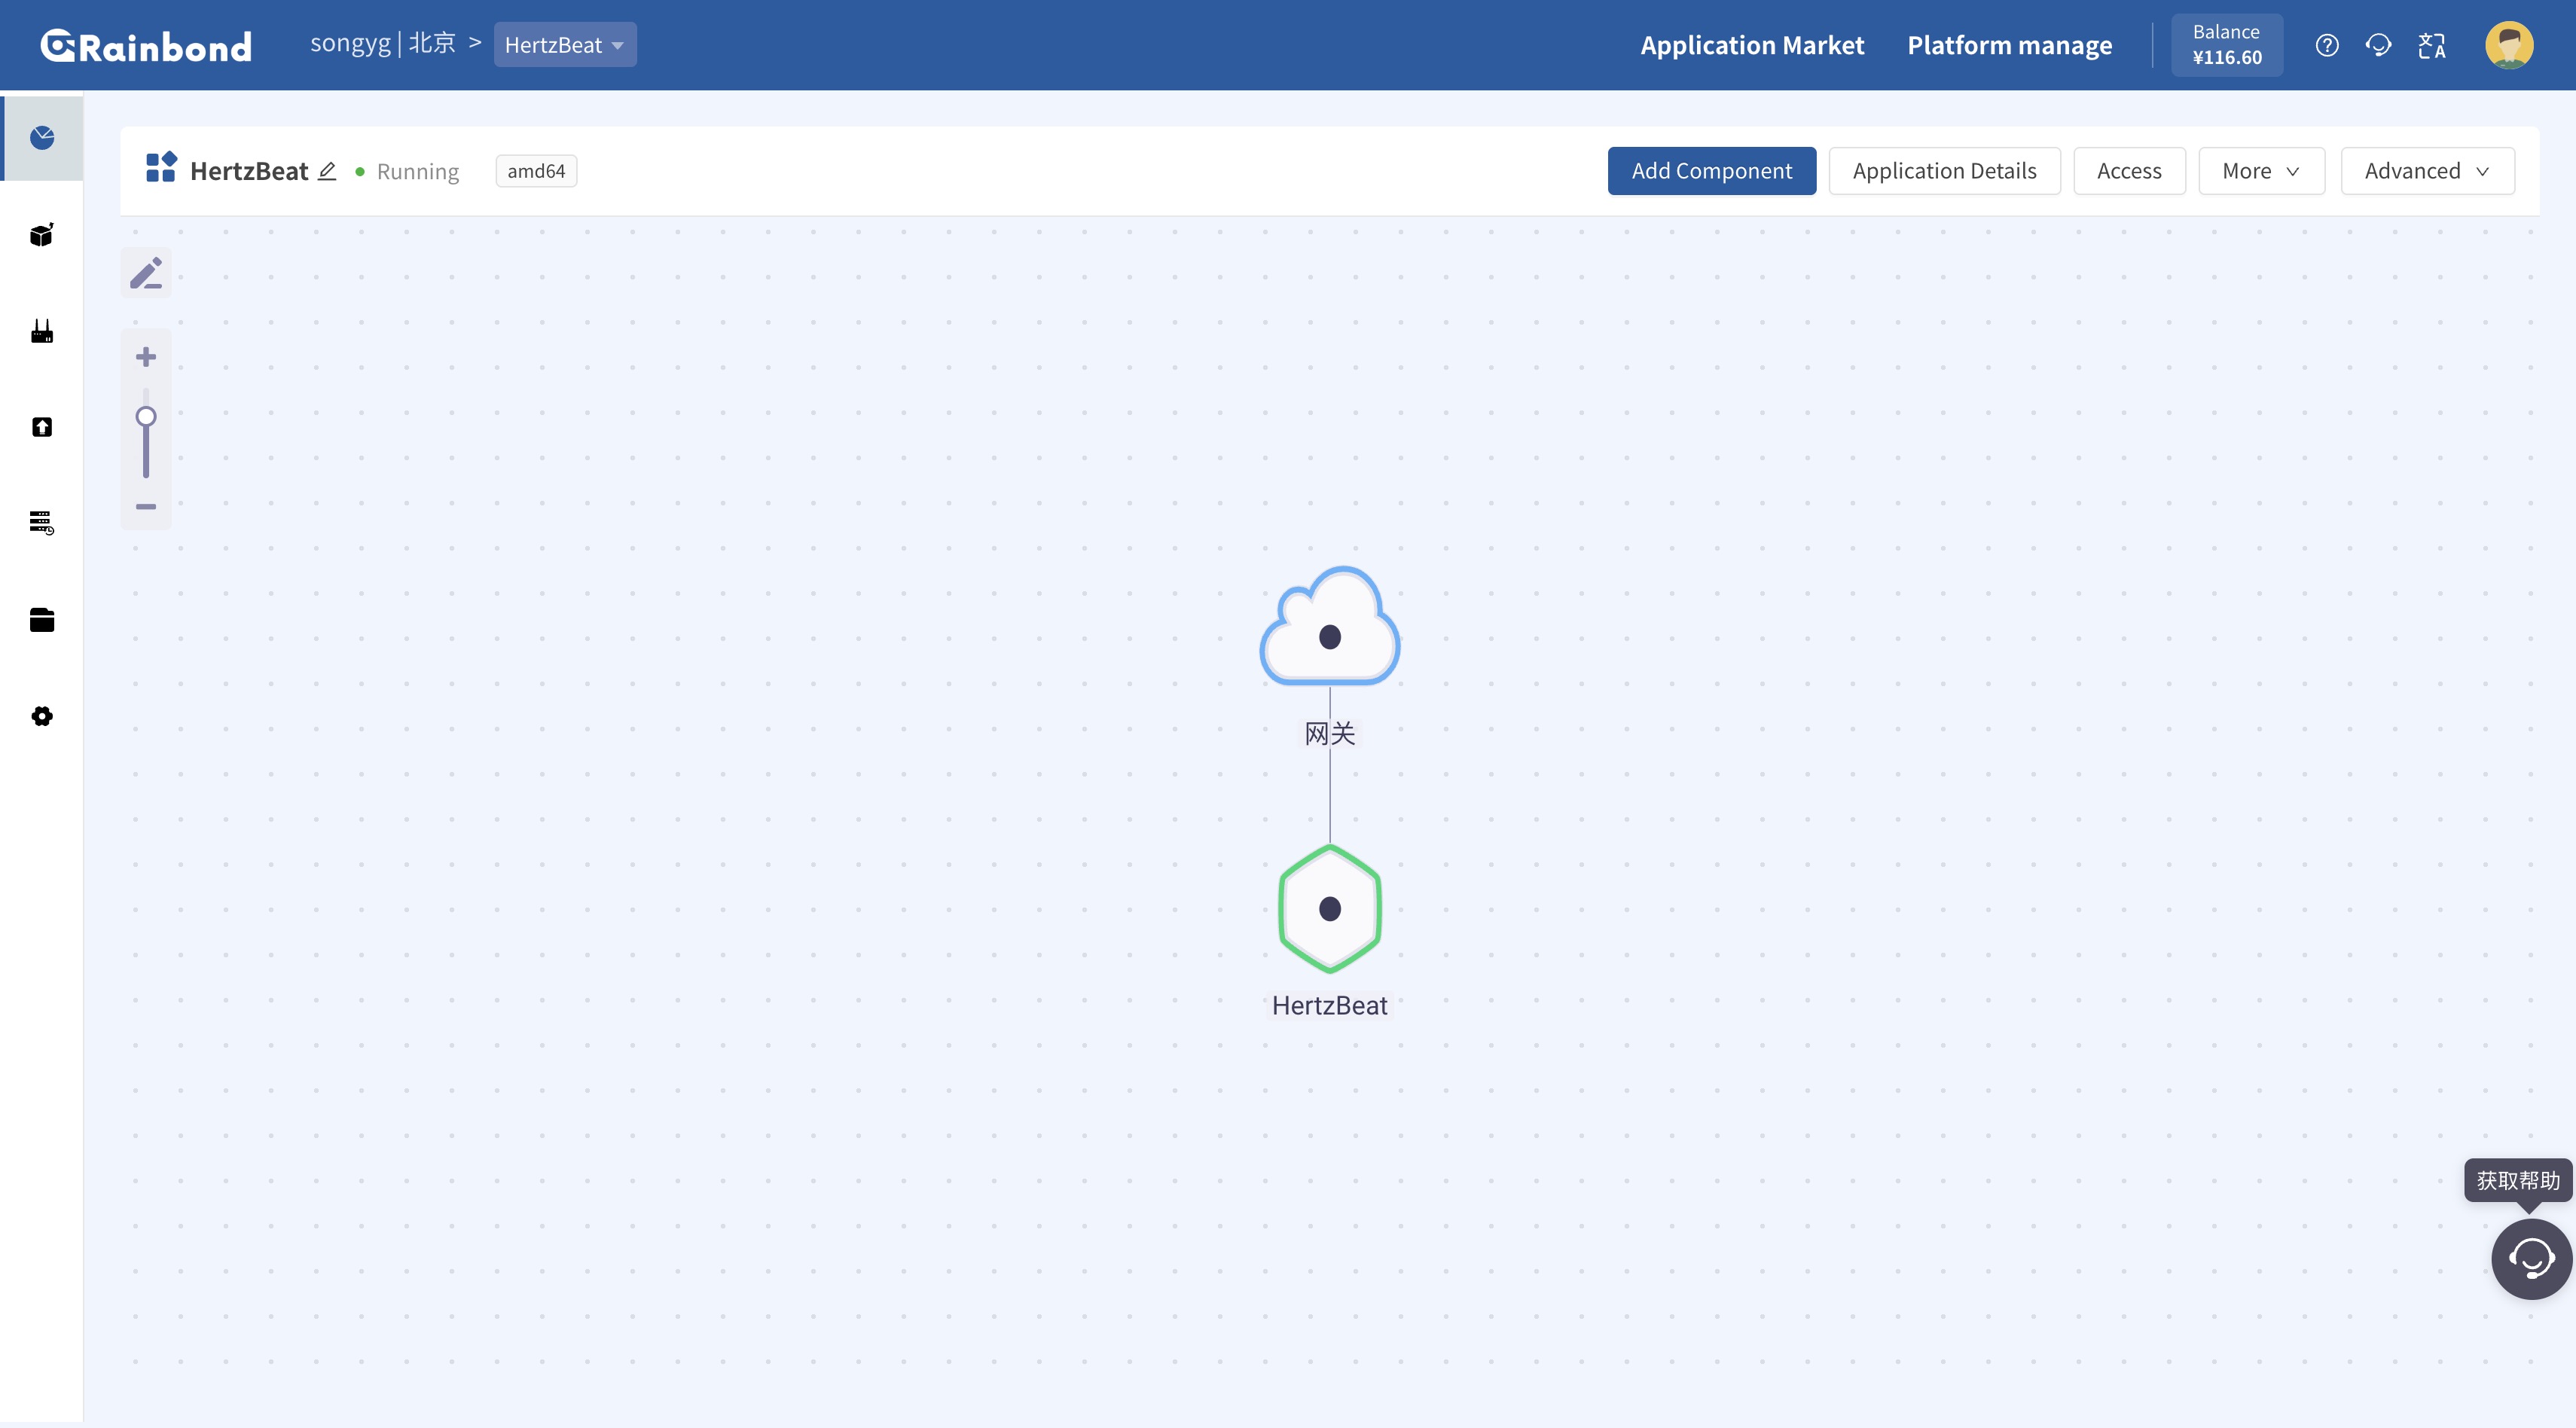 Rainbond
songyg | 北京 > HertzBeat
Application Market
Platform manage
Balance
¥116.60
HertzBeat
Running
amd64
Add Component
Application Details
Access
More
Advanced
网关
HertzBeat
获取帮助